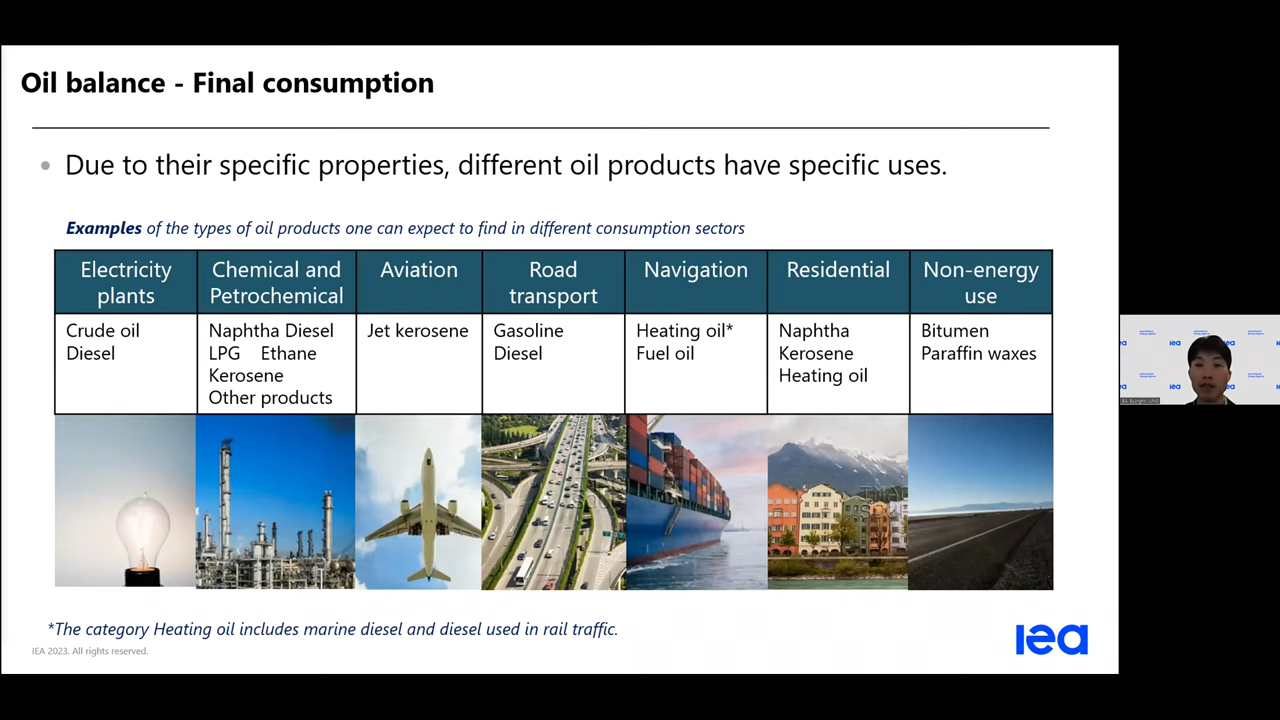 Oil balance - Final consumption
Due to their specific properties, different oil products have specific uses.
Examples of the types of oil products one can expect to find in different consumption sectors
Electricity plants
Chemical and Petrochemical
Aviation
Road transport
Navigation
Residential
Non-energy use
Crude oil
Diesel
Naphtha Diesel
LPG Ethane
Kerosene
Other products
Jet kerosene
Gasoline
Diesel
Heating oil*
Fuel oil
Naphtha
Kerosene
Heating oil
Bitumen
Paraffin waxes
*The category Heating oil includes marine diesel and diesel used in rail traffic.
IEA 2023. All rights reserved.
iea